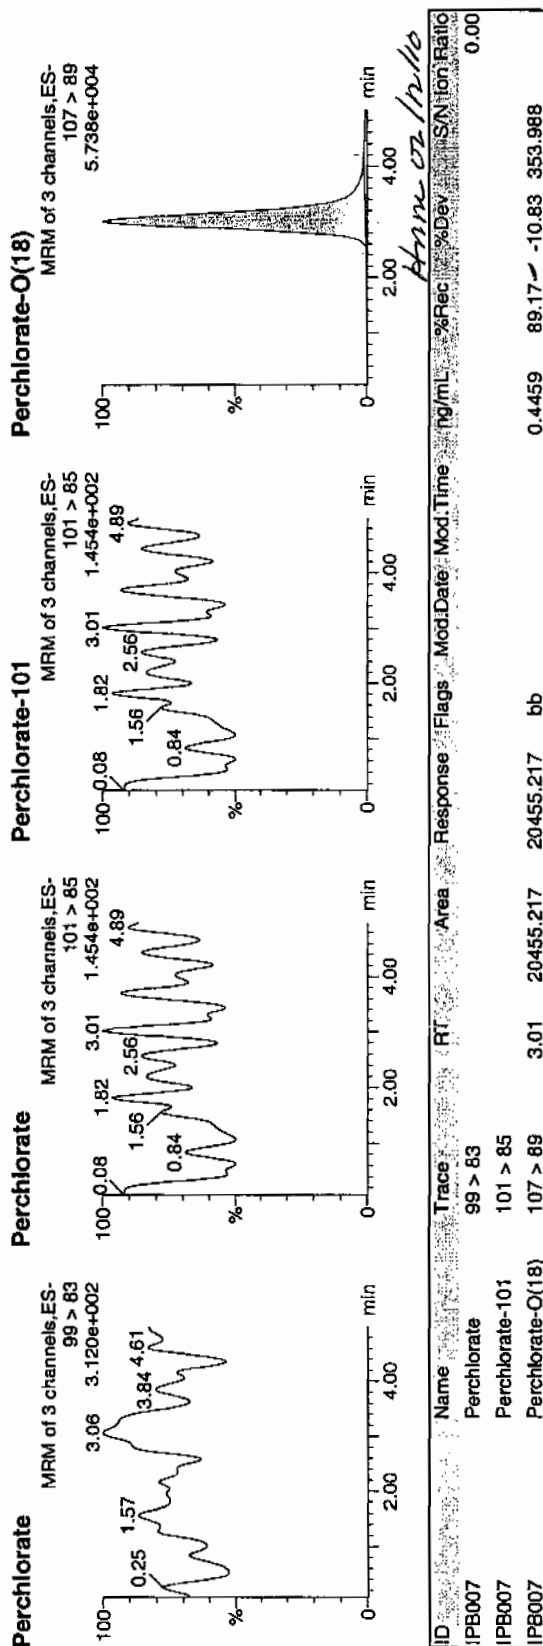 Perchlorate
MRM of 3 channels,ES-
99 > 83
3.120e+002
0.25
1.57
3.06
3.84
4.61
100
%
0
2.00
4.00
min
Perchlorate
MRM of 3 channels,ES-
101 > 85
1.454e+002
0.08
0.84
1.56
1.82
2.56
3.01
4.89
100
%
0
2.00
4.00
min
Perchlorate-101
MRM of 3 channels,ES-
101 > 85
1.454e+002
0.08
0.84
1.56
1.82
2.56
3.01
4.89
100
%
0
2.00
4.00
min
Perchlorate-O(18)
MRM of 3 channels,ES-
107 > 89
5.738e+004
100
%
0
2.00
4.00
min
02/12/10
ID Name Trace RT Area Response Flags Mod.Date Mod.Time ng/mL %Rec %Dev S/N Ion Ratio
IPB007 Perchlorate 99 > 83 0.00
IPB007 Perchlorate-101 101 > 85
IPB007 Perchlorate-O(18) 107 > 89 3.01 20455.217 20455.217 bb 0.4459 89.17 -10.83 353.988